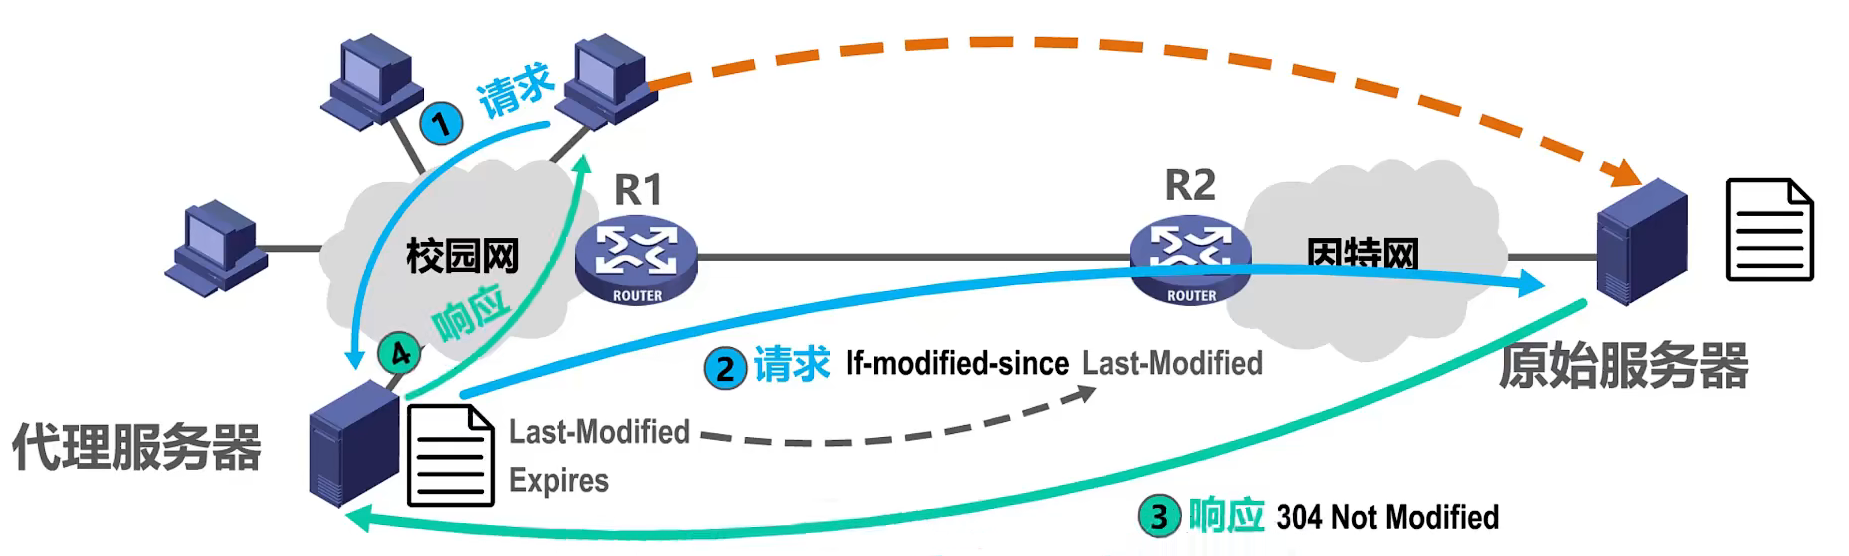 ① 请求
R1
R2
校园网
因特网
ROUTER
ROUTER
④ 响应
② 请求 If-modified-since Last-Modified
原始服务器
代理服务器
Last-Modified
Expires
③ 响应 304 Not Modified